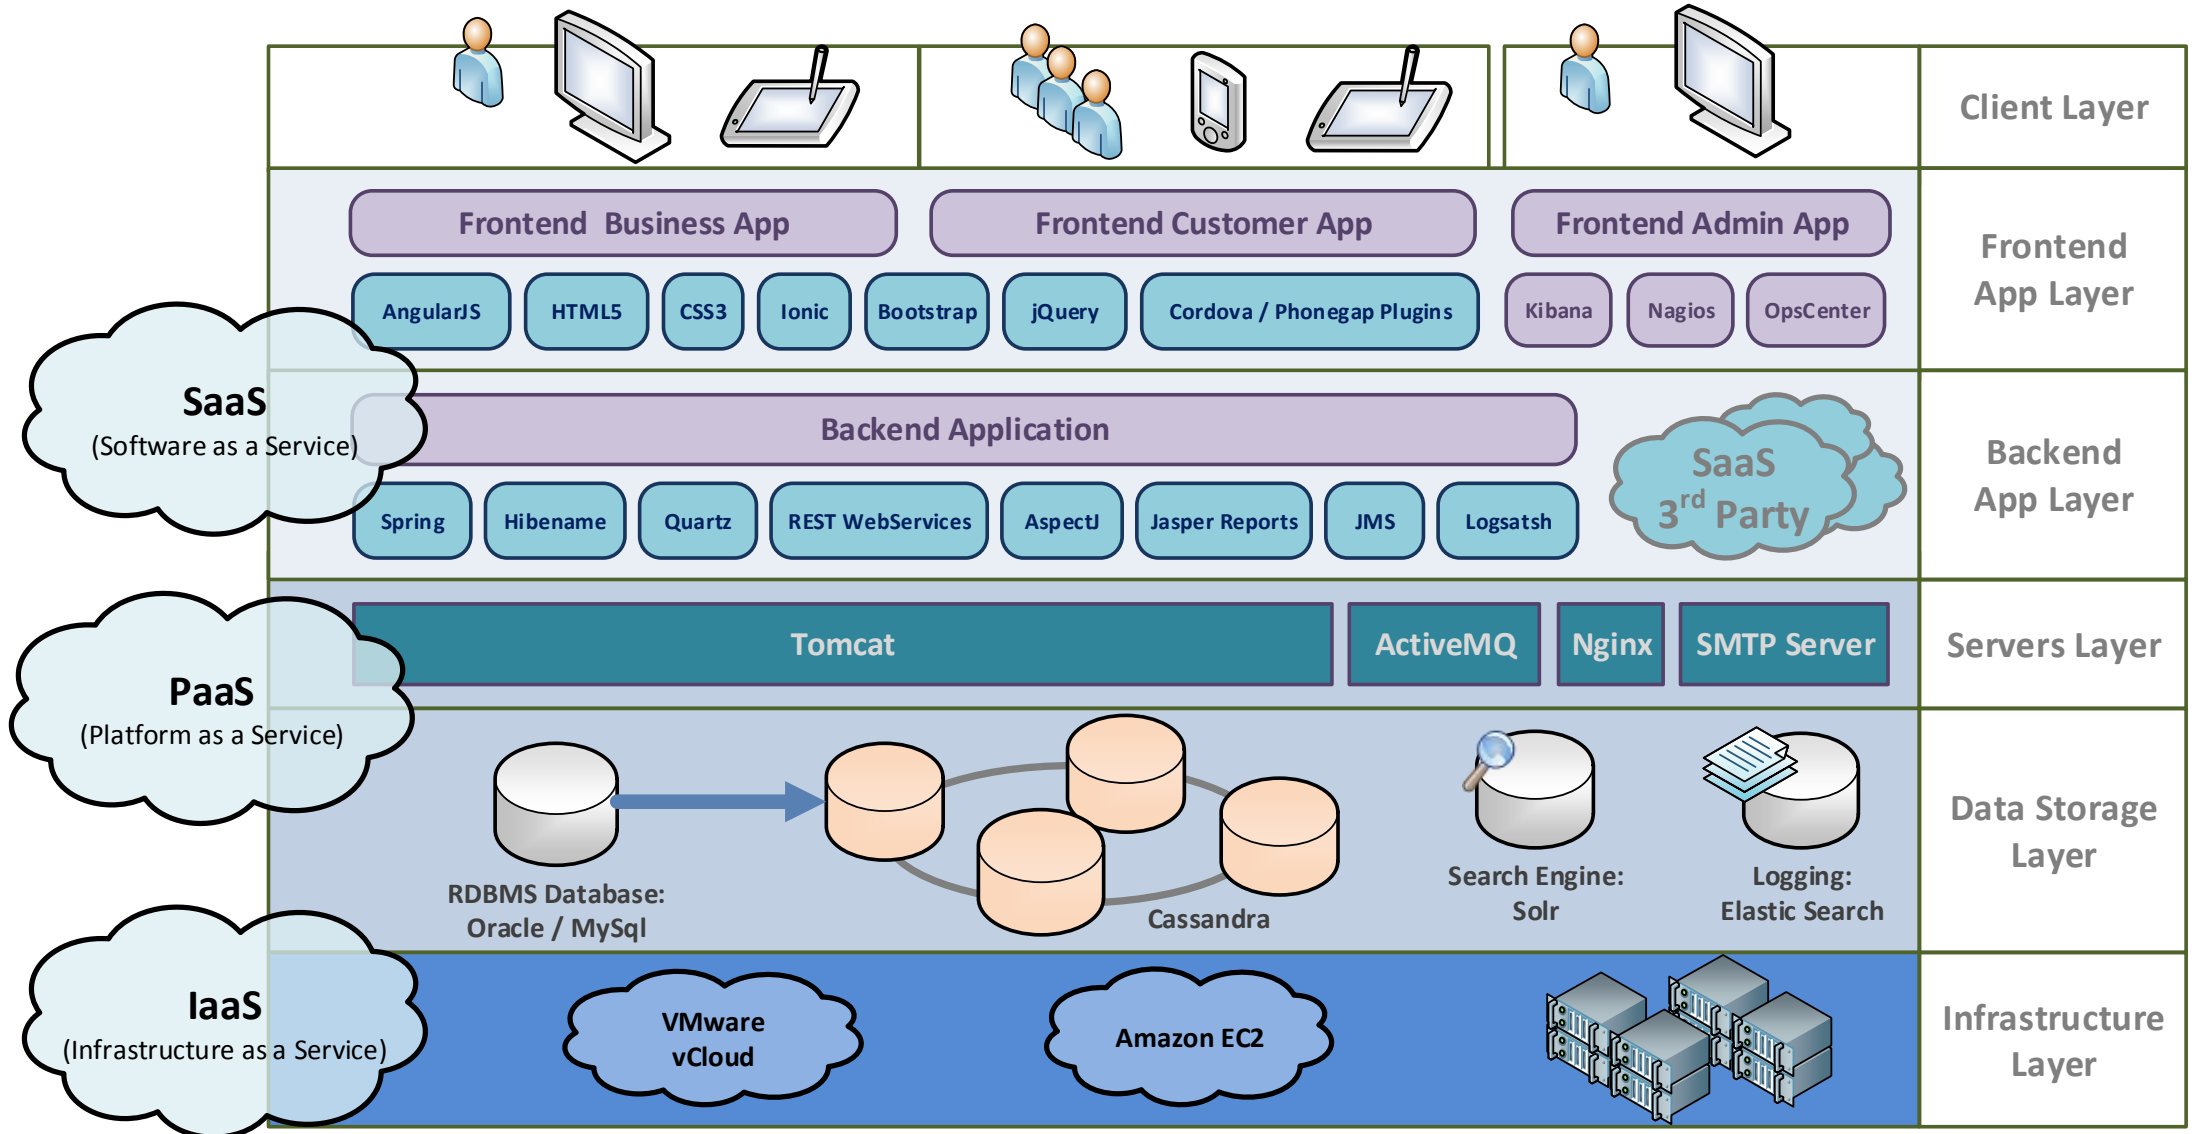 Client Layer
Frontend  Business App
Frontend Customer App
Frontend Admin App
Frontend
App Layer
AngularJS
HTML5
CSS3
Ionic
Bootstrap
jQuery
Cordova / Phonegap Plugins
Kibana
Nagios
OpsCenter
SaaS
(Software as a Service)
Backend Application
SaaS
3rd Party
Backend
App Layer
Spring
Hibename
Quartz
REST WebServices
AspectJ
Jasper Reports
JMS
Logsatsh
PaaS
(Platform as a Service)
Tomcat
ActiveMQ
Nginx
SMTP Server
Servers Layer
RDBMS Database:
Oracle / MySql
Cassandra
Search Engine:
Solr
Logging:
Elastic Search
Data Storage
Layer
IaaS
(Infrastructure as a Service)
VMware
vCloud
Amazon EC2
Infrastructure
Layer